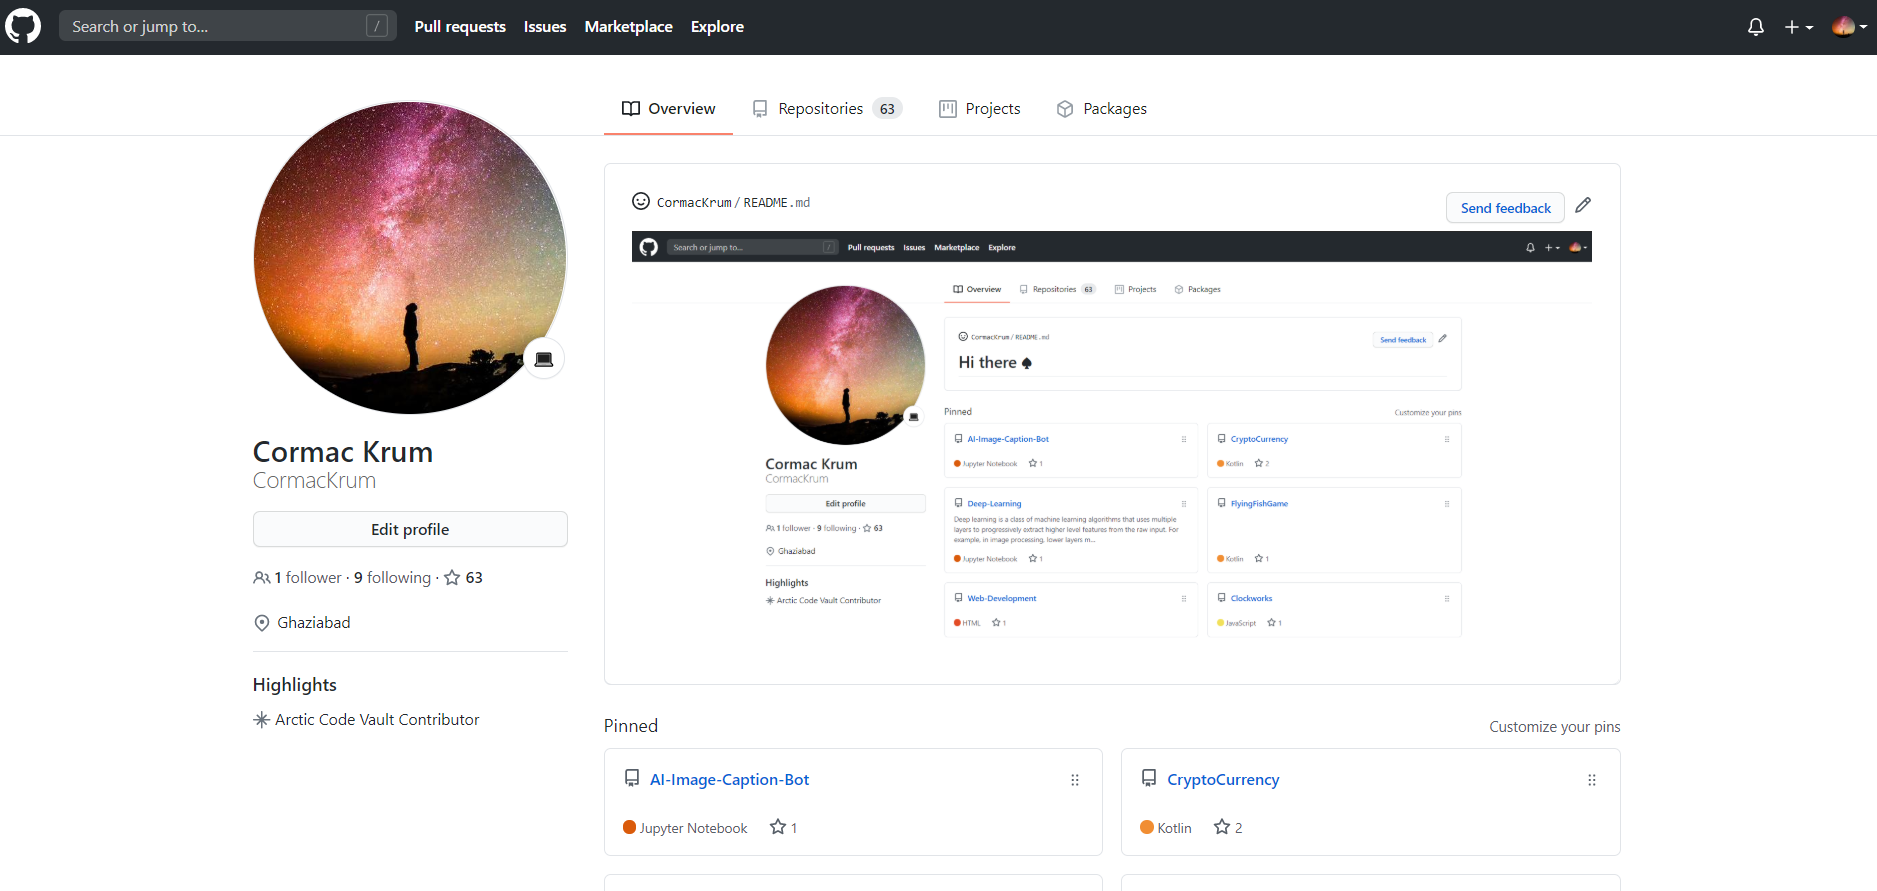 Search or jump to... /
Pull requests Issues Marketplace Explore
Overview Repositories 63 Projects Packages
Cormac Krum
CormacKrum
Edit profile
1 follower · 9 following · 63
Ghaziabad
Highlights
Arctic Code Vault Contributor
CormacKrum / README.md
Send feedback
Search or jump to... /
Pull requests Issues Marketplace Explore
Overview Repositories 63 Projects Packages
Cormac Krum
CormacKrum
Edit profile
1 follower · 9 following · 63
Ghaziabad
Highlights
Arctic Code Vault Contributor
CormacKrum / README.md
Send feedback
Hi there ♠
Pinned
Customize your pins
AI-Image-Caption-Bot
Jupyter Notebook 1
CryptoCurrency
Kotlin 2
Deep-Learning
Deep learning is a class of machine learning algorithms that uses multiple
layers to progressively extract higher level features from the raw input. For
example, in image processing, lower layers m...
Jupyter Notebook 1
FlyingFishGame
Kotlin 1
Web-Development
HTML 1
Clockworks
JavaScript 1
Pinned
Customize your pins
AI-Image-Caption-Bot
Jupyter Notebook 1
CryptoCurrency
Kotlin 2